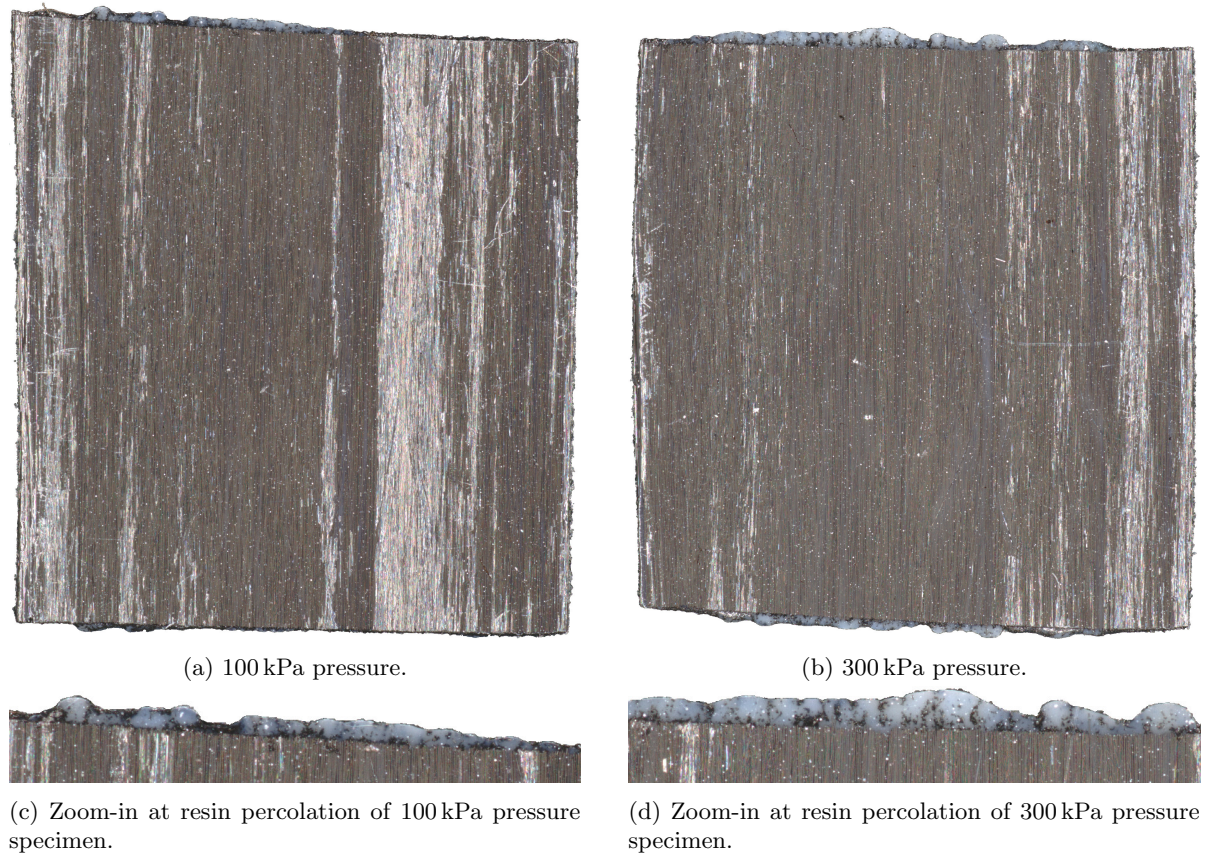 (a) 100 kPa pressure.
(b) 300 kPa pressure.
(c) Zoom-in at resin percolation of 100 kPa pressure
specimen.
(d) Zoom-in at resin percolation of 300 kPa pressure
specimen.